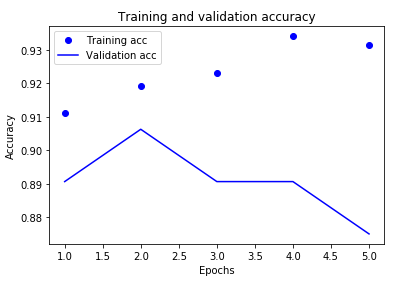 Training and validation accuracy
Training acc
Validation acc
Accuracy
0.93
0.92
0.91
0.90
0.89
0.88
1.0 1.5 2.0 2.5 3.0 3.5 4.0 4.5 5.0
Epochs